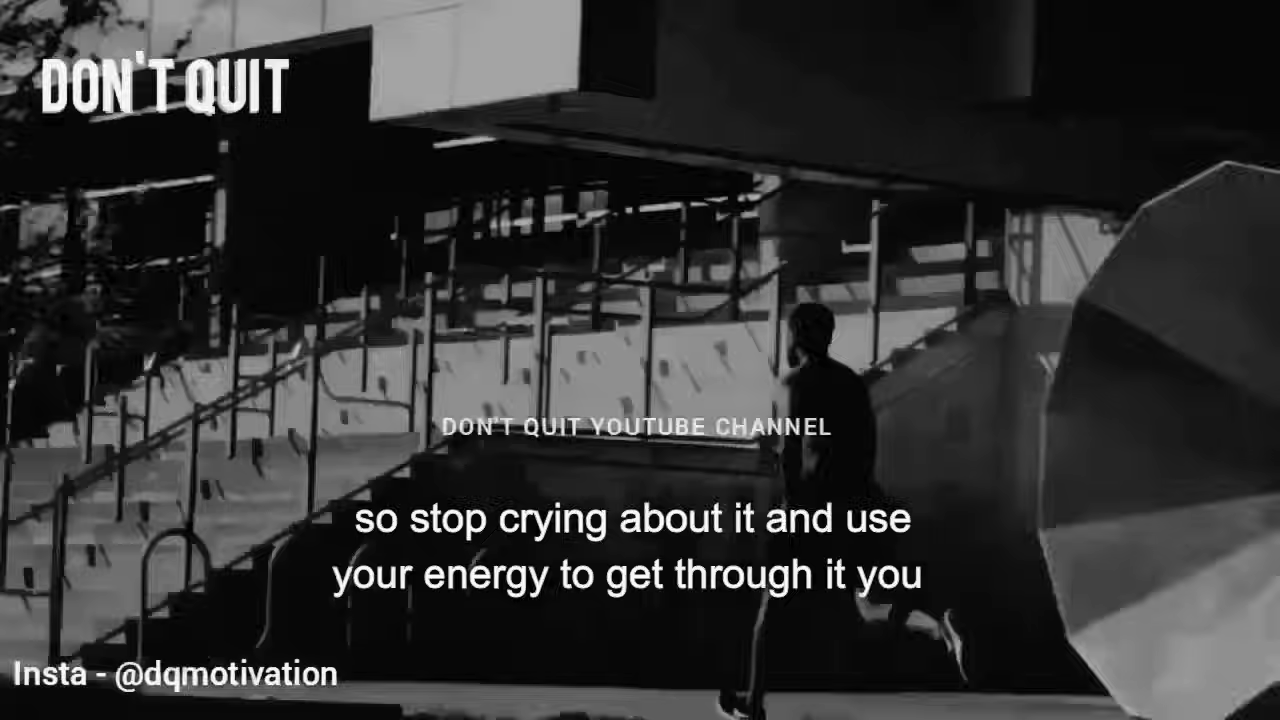 DON'T QUIT
DON'T QUIT YOUTUBE CHANNEL
so stop crying about it and use
your energy to get through it you
Insta - @dqmotivation